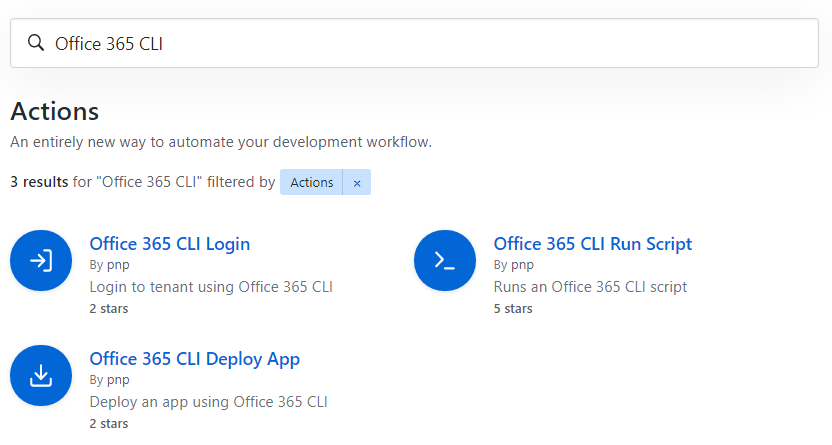 Office 365 CLI
Actions
An entirely new way to automate your development workflow.
3 results for "Office 365 CLI" filtered by Actions ×
Office 365 CLI Login
By pnp
Login to tenant using Office 365 CLI
2 stars
Office 365 CLI Run Script
By pnp
Runs an Office 365 CLI script
5 stars
Office 365 CLI Deploy App
By pnp
Deploy an app using Office 365 CLI
2 stars